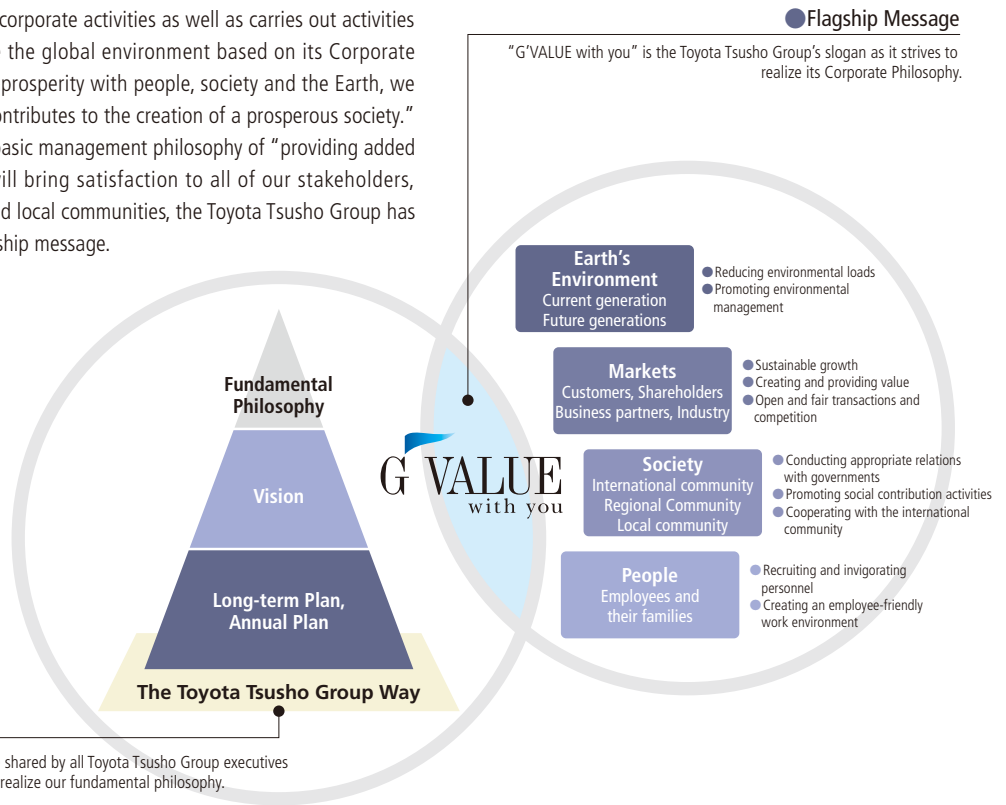 corporate activities as well as carries out activities
the global environment based on its Corporate
prosperity with people, society and the Earth, we
ontributes to the creation of a prosperous society.”
asic management philosophy of “providing added
ill bring satisfaction to all of our stakeholders,
d local communities, the Toyota Tsusho Group has
ship message.
●Flagship Message
“G’VALUE with you” is the Toyota Tsusho Group’s slogan as it strives to
realize its Corporate Philosophy.
Fundamental
Philosophy
Vision
Long-term Plan,
Annual Plan
The Toyota Tsusho Group Way
G’VALUE
with you
Earth’s
Environment
Current generation
Future generations
●Reducing environmental loads
●Promoting environmental
management
Markets
Customers, Shareholders
Business partners, Industry
●Sustainable growth
●Creating and providing value
●Open and fair transactions and
competition
Society
International community
Regional Community
Local community
●Conducting appropriate relations
with governments
●Promoting social contribution activities
●Cooperating with the international
community
People
Employees and
their families
●Recruiting and invigorating
personnel
●Creating an employee-friendly
work environment
shared by all Toyota Tsusho Group executives
realize our fundamental philosophy.